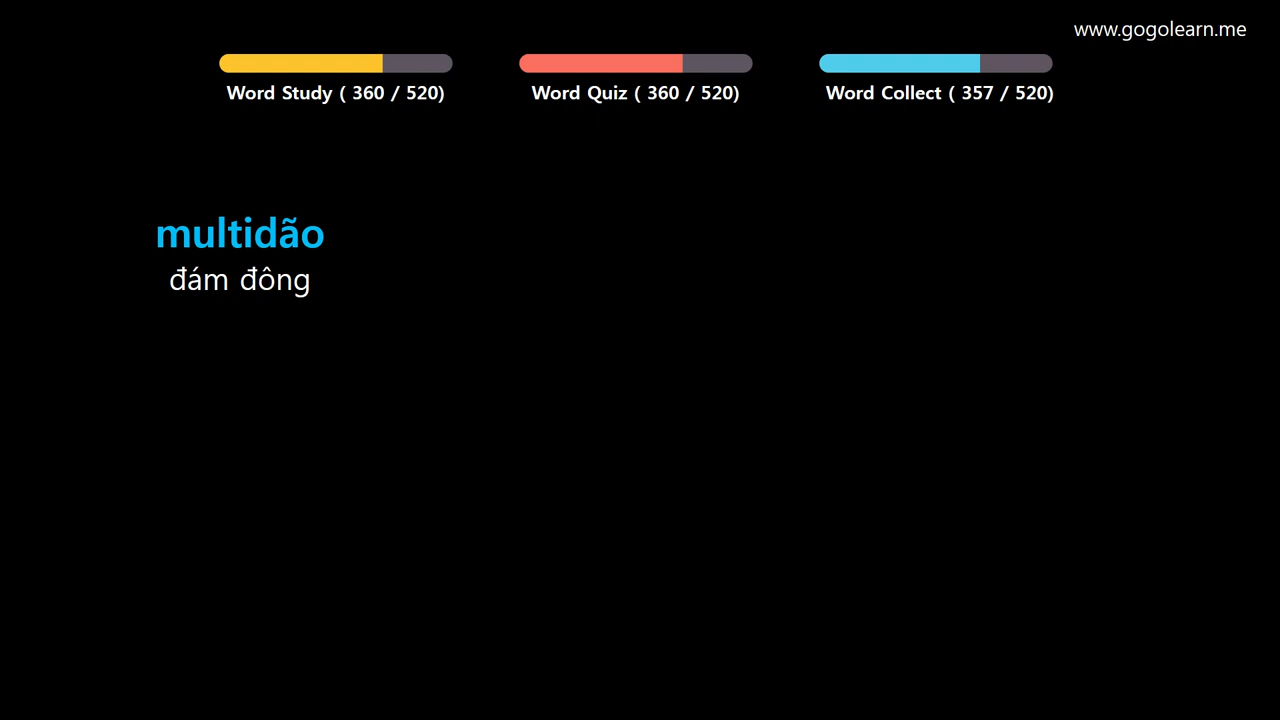 www.gogolearn.me
Word Study ( 360 / 520)
Word Quiz ( 360 / 520)
Word Collect ( 357 / 520)
multidão
đám đông